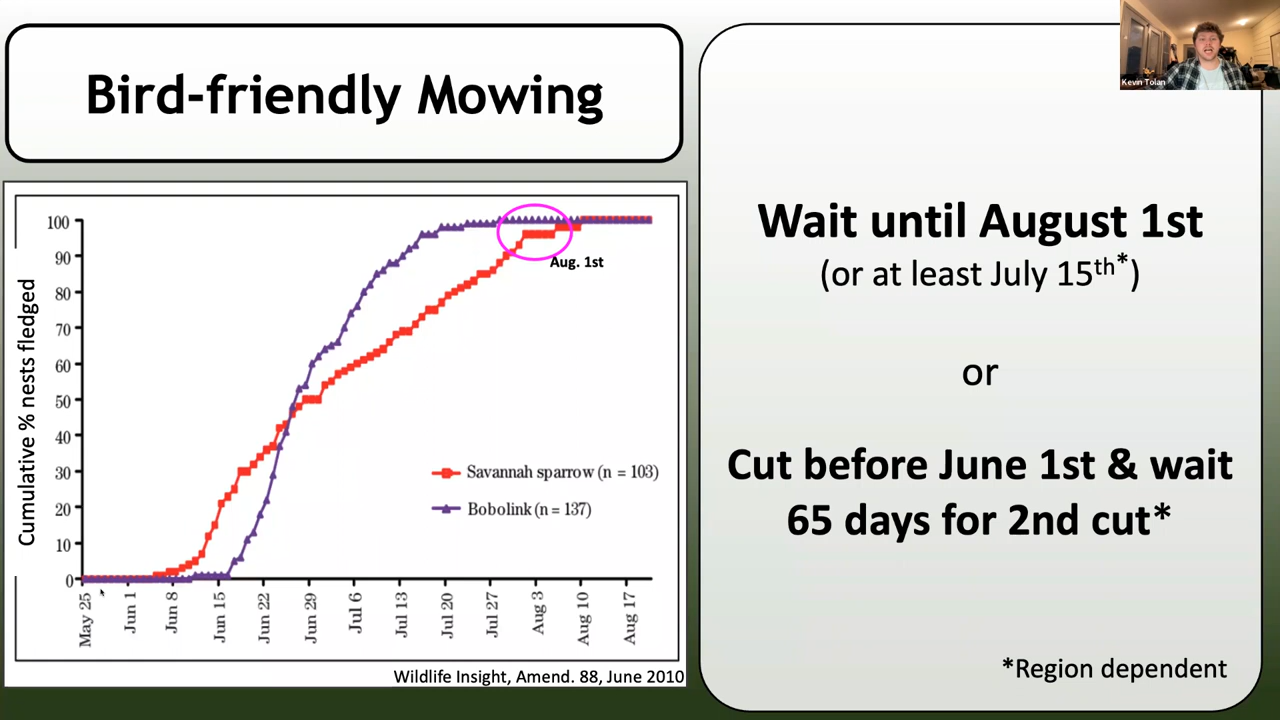 Bird-friendly Mowing
Kevin Tolan
Cumulative % nests fledged
100
90
80
70
60
50
40
30
20
10
0
Aug. 1st
Savannah sparrow (n = 103)
Bobolink (n = 137)
May 25
Jun 1
Jun 8
Jun 15
Jun 22
Jun 29
Jul 6
Jul 13
Jul 20
Jul 27
Aug 3
Aug 10
Aug 17
Wildlife Insight, Amend. 88, June 2010
Wait until August 1st
(or at least July 15th*)
or
Cut before June 1st & wait
65 days for 2nd cut*
*Region dependent